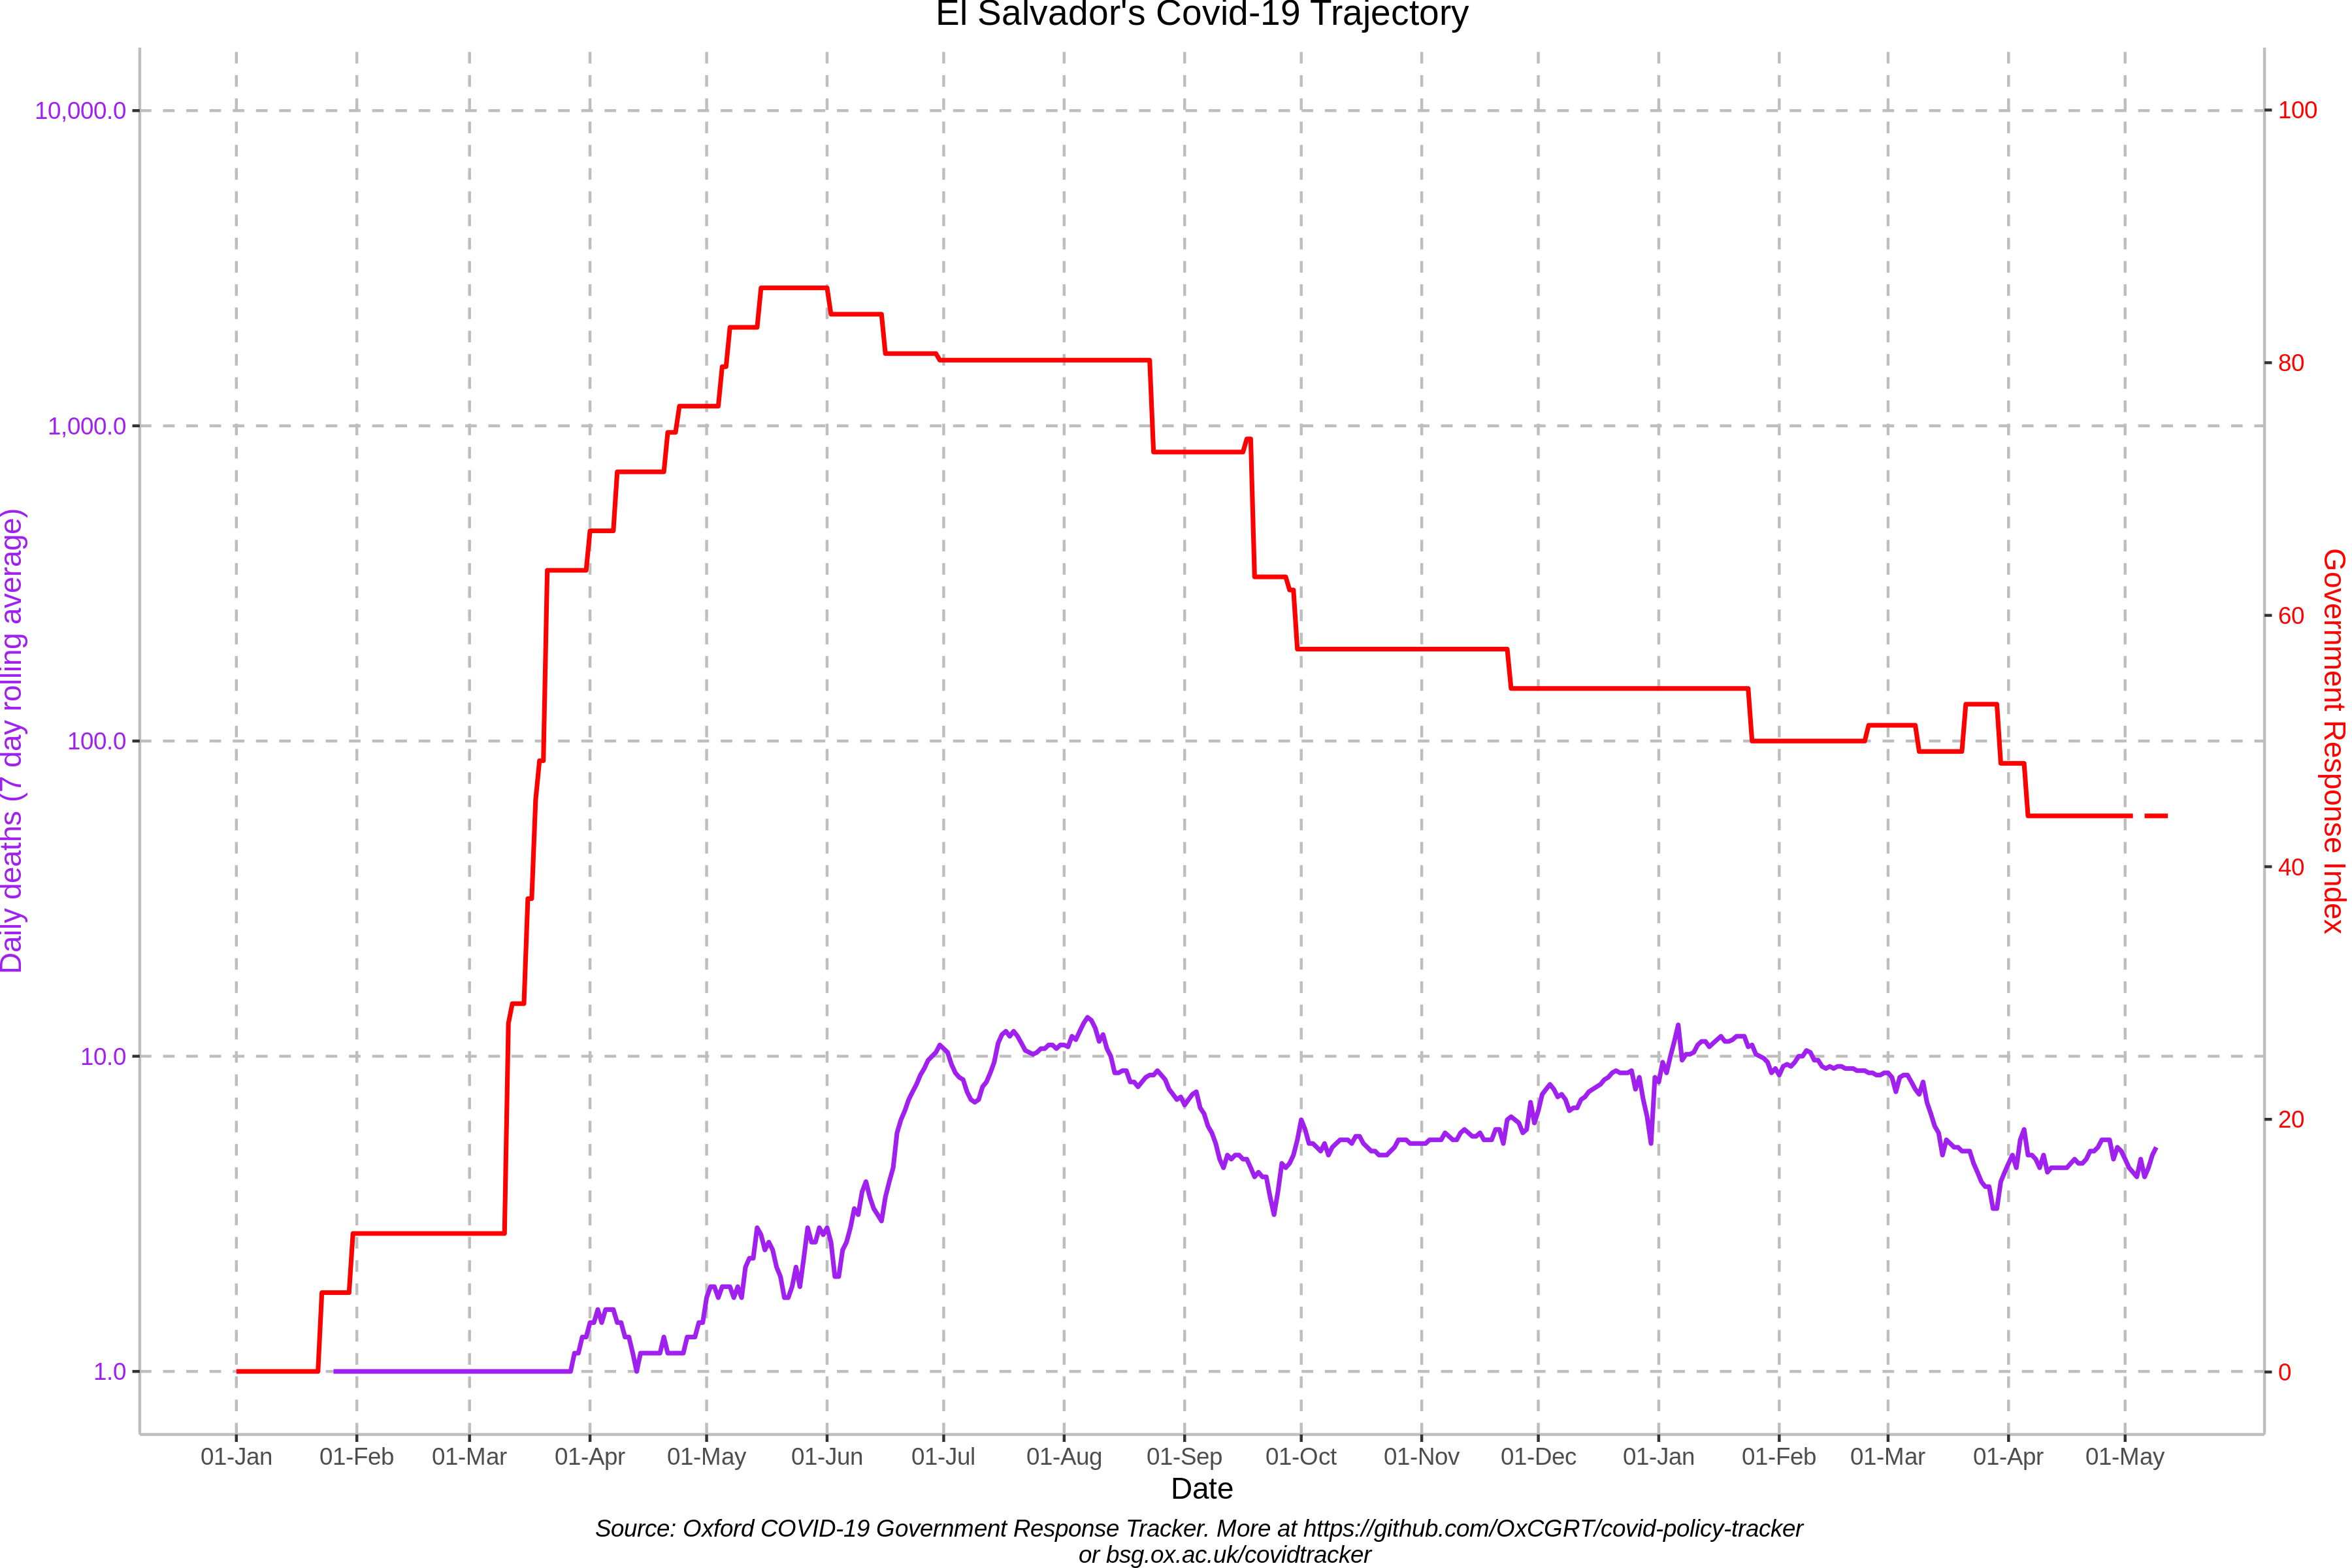 El Salvador's Covid-19 Trajectory
10,000.0
1,000.0
100.0
10.0
1.0
Daily deaths (7 day rolling average)
100
80
60
40
20
0
Government Response Index
01-Jan 01-Feb 01-Mar 01-Apr 01-May 01-Jun 01-Jul 01-Aug 01-Sep 01-Oct 01-Nov 01-Dec 01-Jan 01-Feb 01-Mar 01-Apr 01-May
Date
Source: Oxford COVID-19 Government Response Tracker. More at https://github.com/OxCGRT/covid-policy-tracker
or bsg.ox.ac.uk/covidtracker